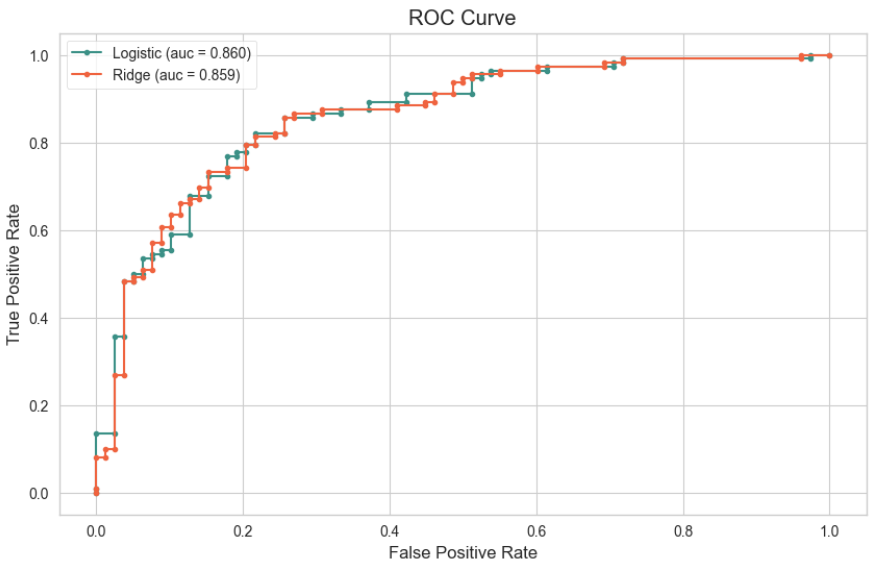 ROC Curve
Logistic (auc = 0.860)
Ridge (auc = 0.859)
True Positive Rate
1.0
0.8
0.6
0.4
0.2
0.0
0.0 0.2 0.4 0.6 0.8 1.0
False Positive Rate